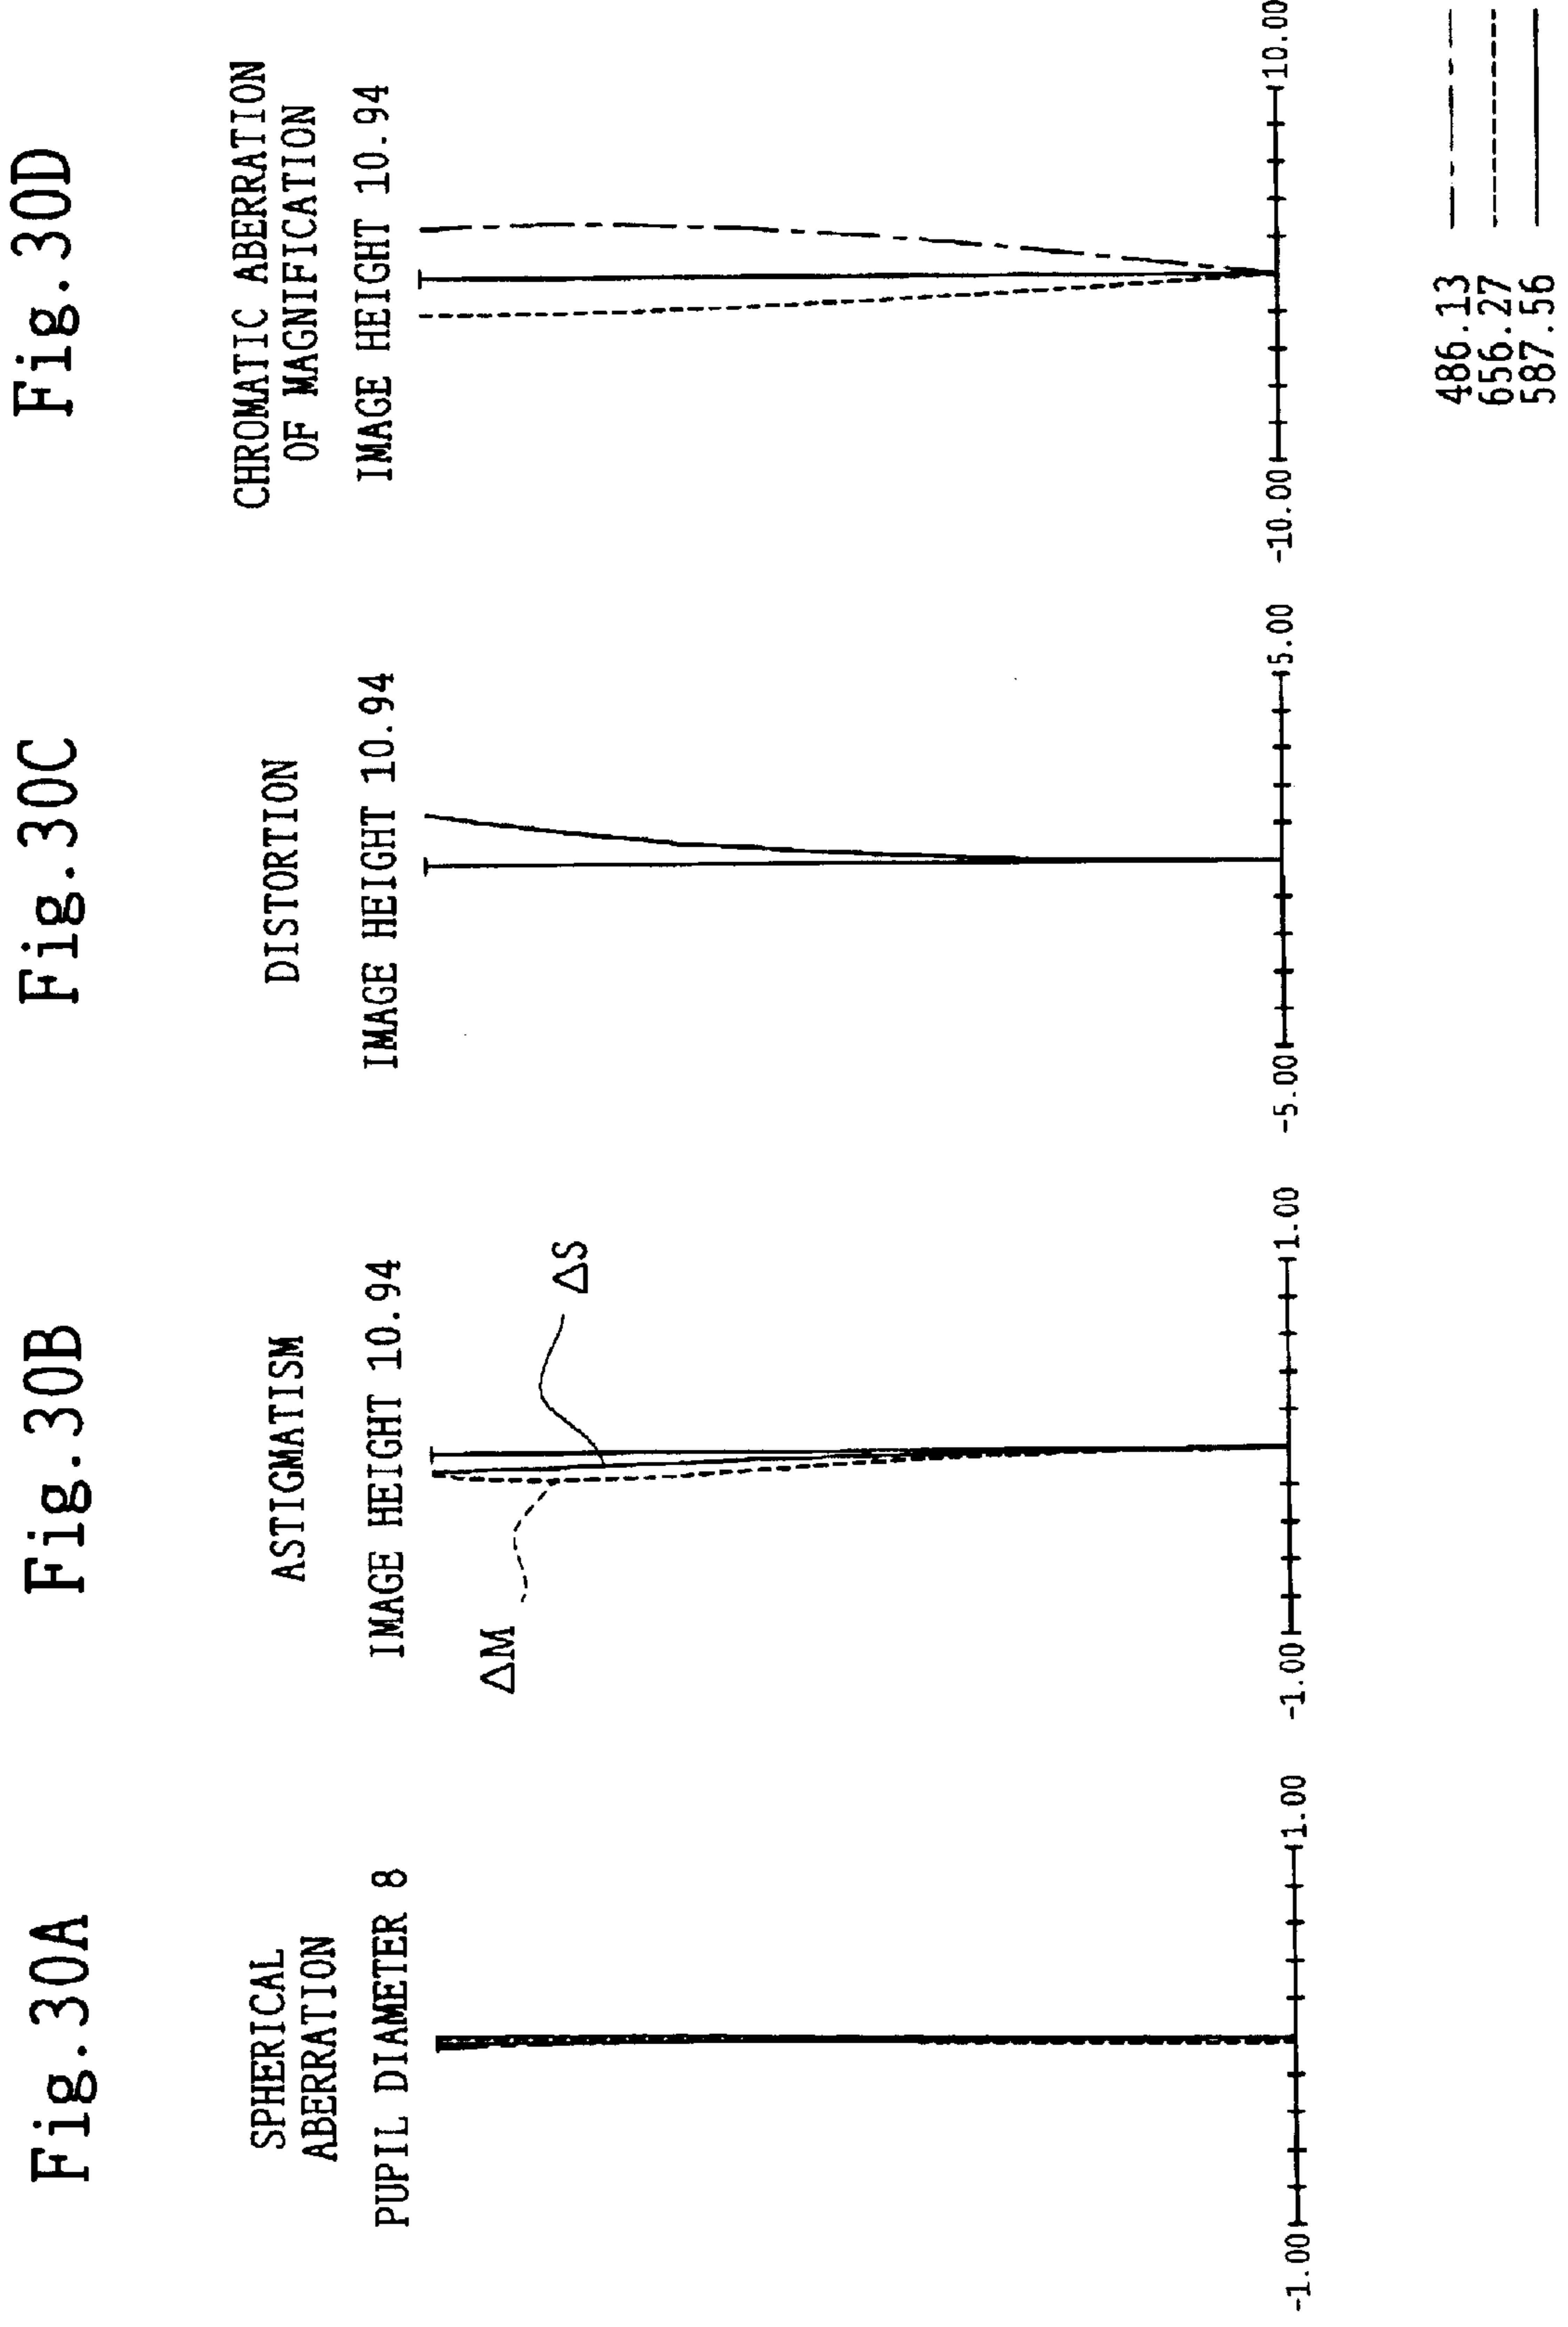 Fig.30A
SPHERICAL
ABERRATION
PUPIL DIAMETER 8
-1.00
1.00
Fig.30B
ASTIGMATISM
IMAGE HEIGHT 10.94
ΔM
ΔS
-1.00
1.00
Fig.30C
DISTORTION
IMAGE HEIGHT 10.94
-5.00
5.00
Fig.30D
CHROMATIC ABERRATION
OF MAGNIFICATION
IMAGE HEIGHT 10.94
-10.00
10.00
486.13
656.27
587.56